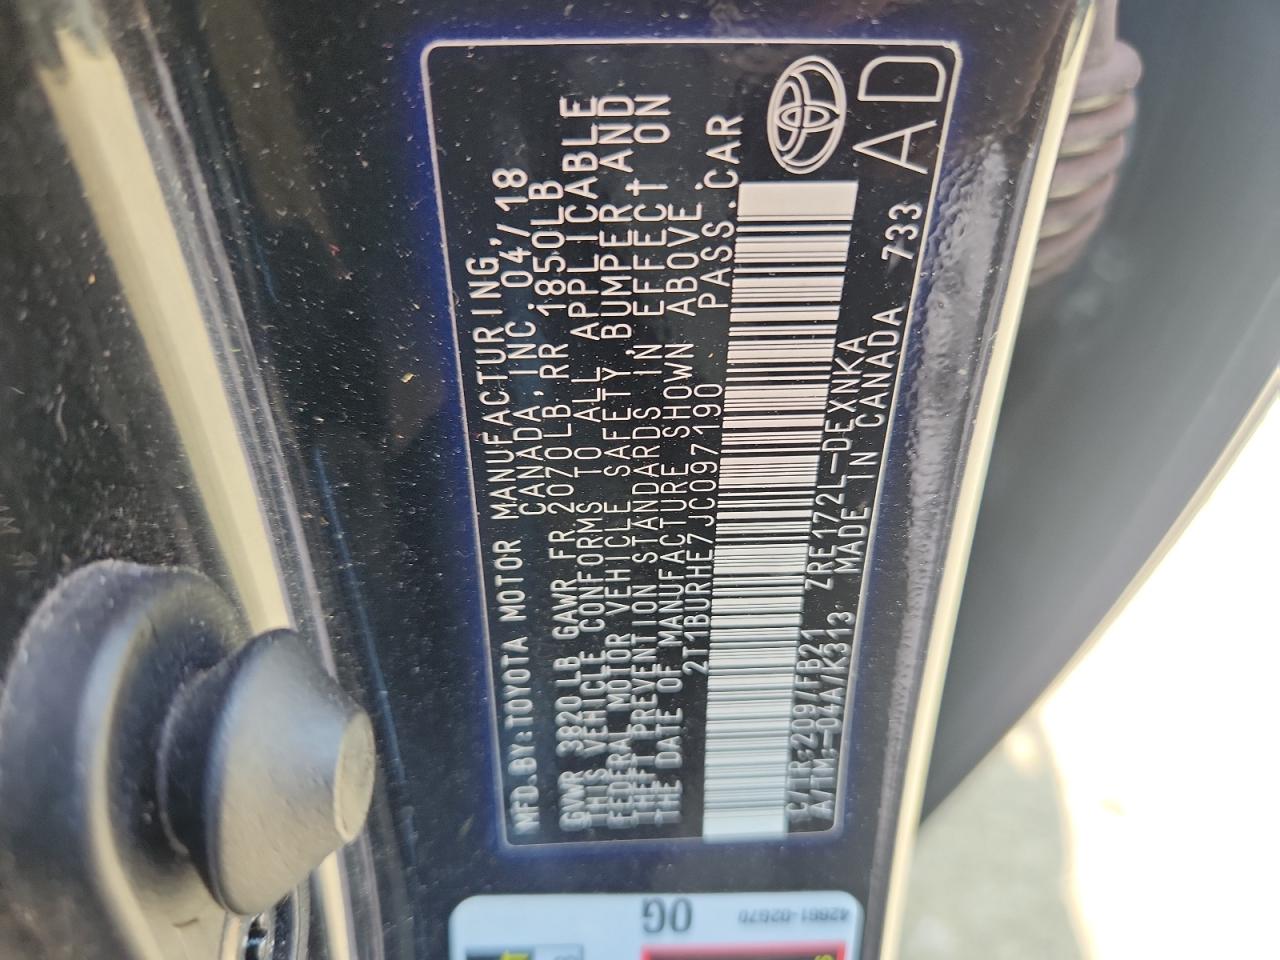 MFD.BY:TOYOTA MOTOR MANUFACTURING,
CANADA, INC. 04/18
GVWR 3820 LB GAWR FR 2070LB RR 1850LB
THIS VEHICLE CONFORMS TO ALL APPLICABLE
FEDERAL MOTOR VEHICLE SAFETY, BUMPER AND
THEFT PREVENTION STANDARDS IN EFFECT ON
THE DATE OF MANUFACTURE SHOWN ABOVE.
2T1BURHE7JC097190 PASS.CAR
C/TR:209/FB21 ZRE172L-DEXNKA
A/TM:-04A/K313 MADE IN CANADA 733
AD
0G
42661-02G70